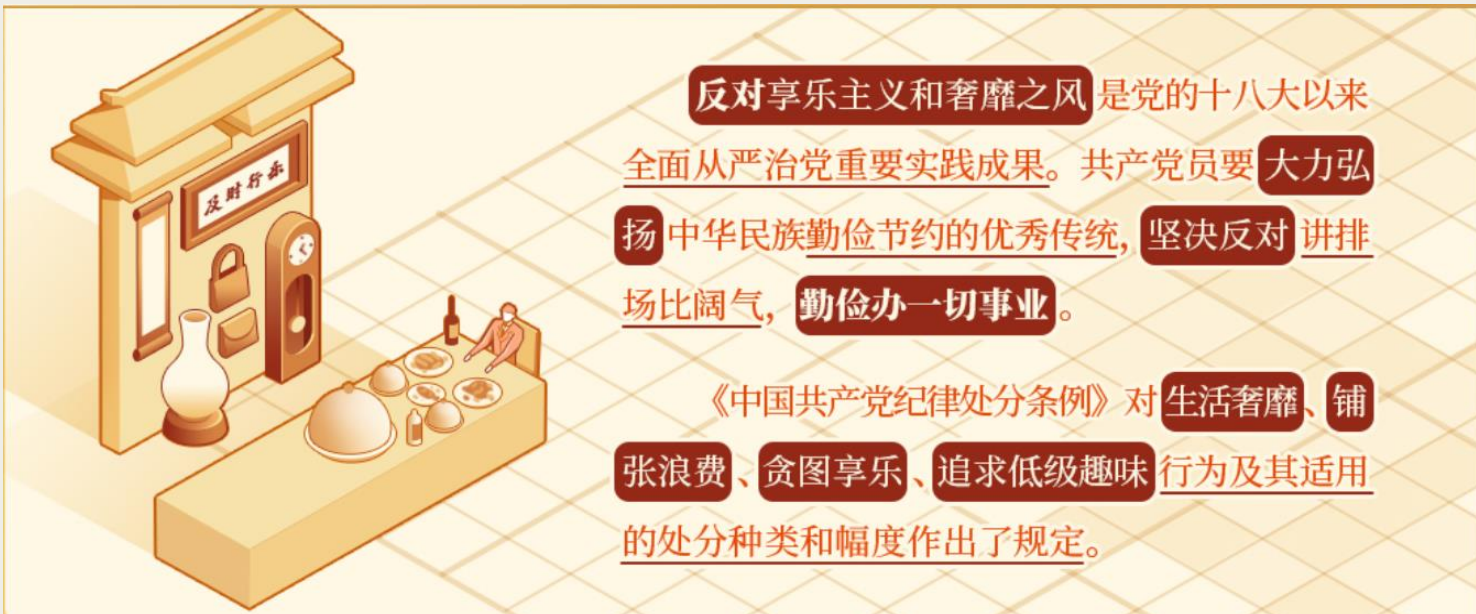 及时行乐
反对享乐主义和奢靡之风是党的十八大以来
全面从严治党重要实践成果。共产党员要大力弘
扬中华民族勤俭节约的优秀传统，坚决反对讲排
场比阔气，勤俭办一切事业。
《中国共产党纪律处分条例》对生活奢靡、铺
张浪费、贪图享乐、追求低级趣味行为及其适用
的处分种类和幅度作出了规定。